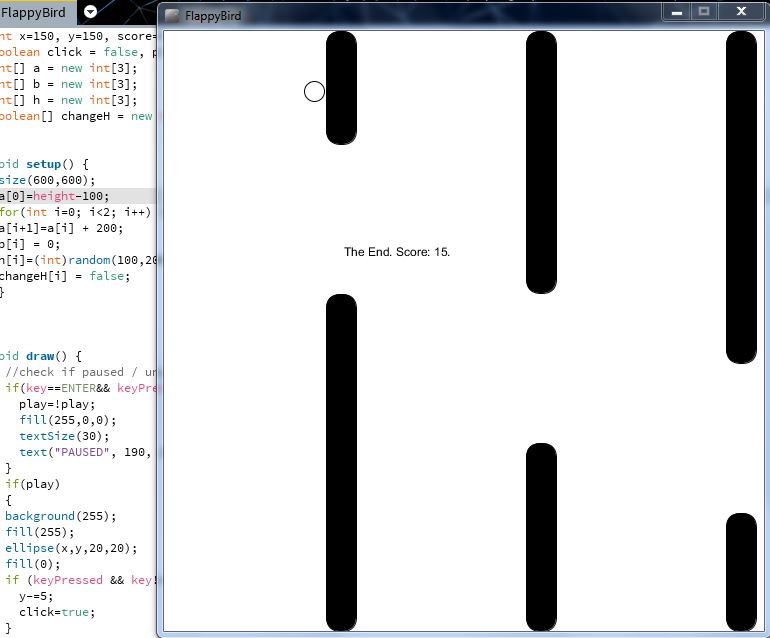 FlappyBird
nt x=150, y=150, score=
oolean click = false, p
nt[] a = new int[3];
nt[] b = new int[3];
nt[] h = new int[3];
oolean[] changeH = new
oid setup() {
size(600,600);
a[0]=height-100;
for(int i=0; i<2; i++)
a[i+1]=a[i] + 200;
b[i] = 0;
h[i]=(int)random(100,20
changeH[i] = false;
}
oid draw() {
//check if paused / un
if(key==ENTER&& keyPre
play=!play;
fill(255,0,0);
textSize(30);
text("PAUSED", 190,
}
if(play)
{
background(255);
fill(255);
ellipse(x,y,20,20);
fill(0);
if (keyPressed && key!
y-=5;
click=true;
}
FlappyBird
The End. Score: 15.